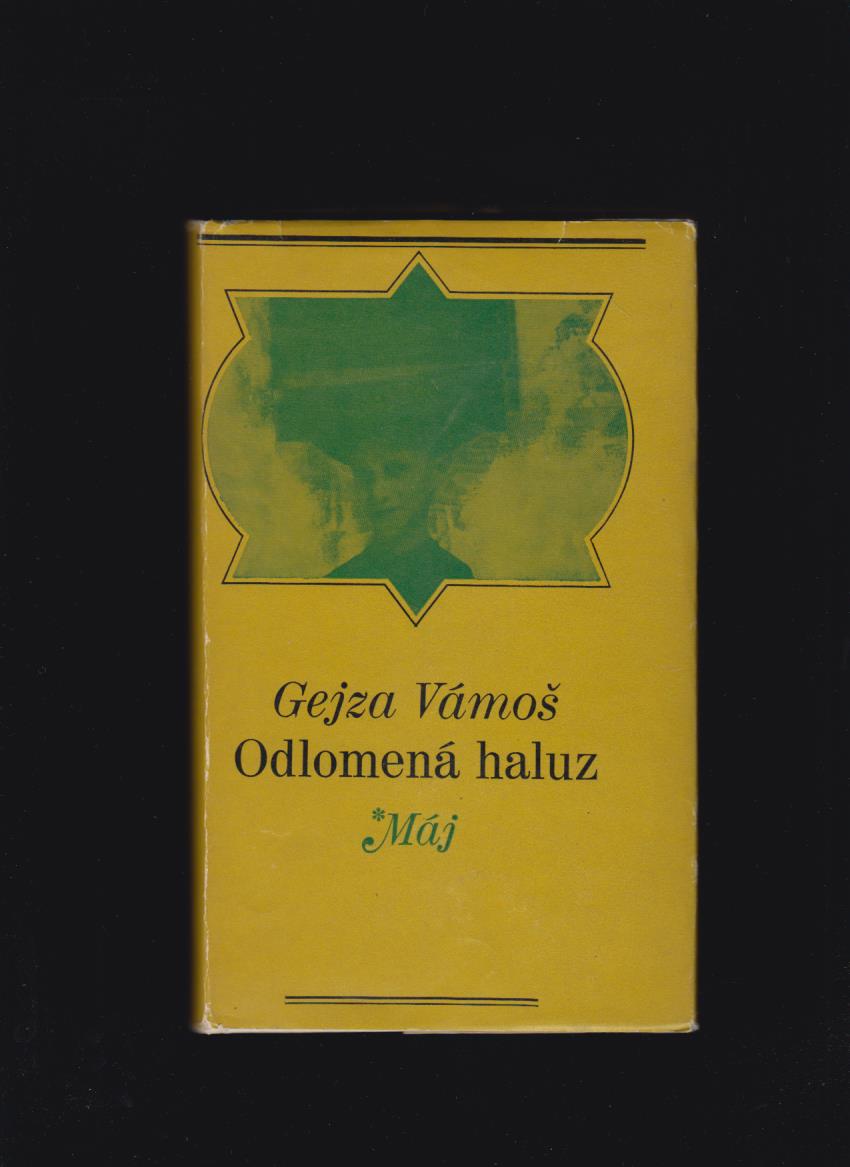 Gejza Vámoš
Odlomená haluz
*Máj